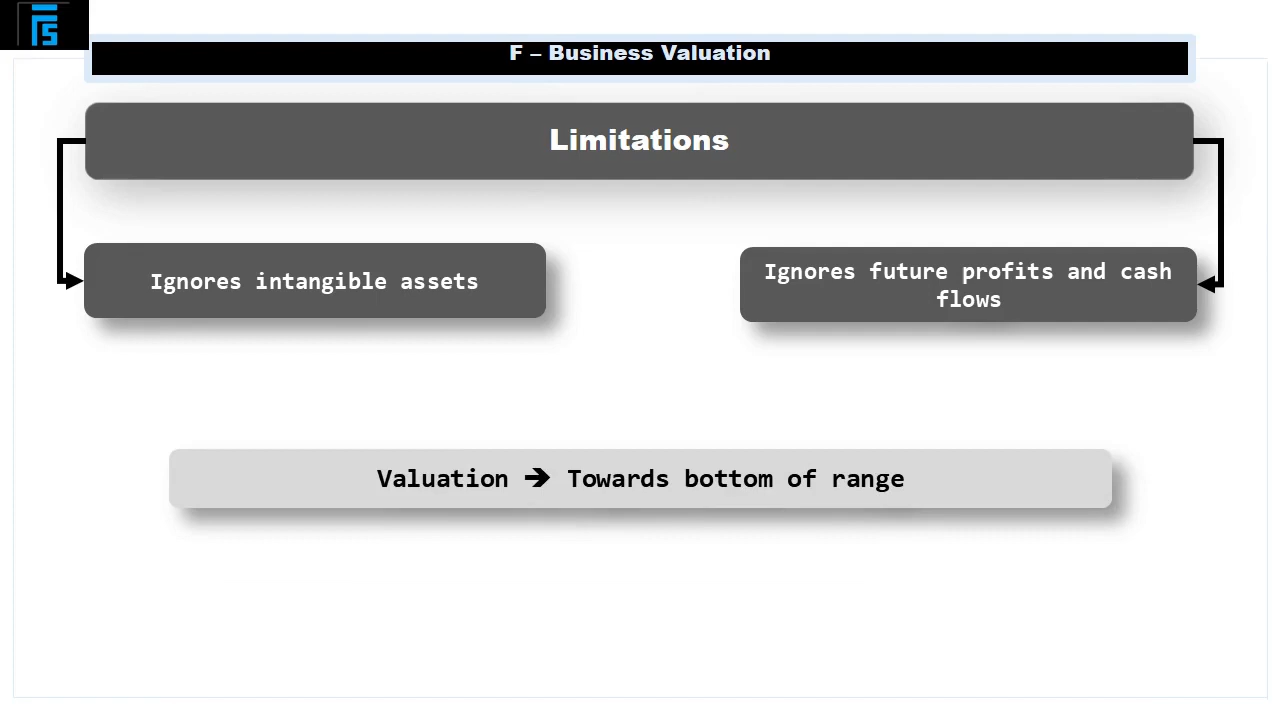 F – Business Valuation
Limitations
Ignores intangible assets
Ignores future profits and cash
flows
Valuation ➔ Towards bottom of range